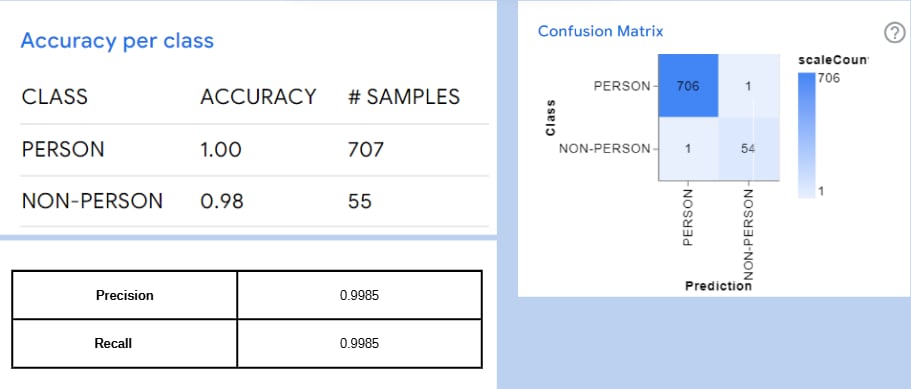 Accuracy per class
CLASS ACCURACY # SAMPLES
PERSON 1.00 707
NON-PERSON 0.98 55
Precision 0.9985
Recall 0.9985
Confusion Matrix
?
scaleCoun
706
1
Class
PERSON 706 1
NON-PERSON 1 54
PERSON
NON-PERSON
Prediction